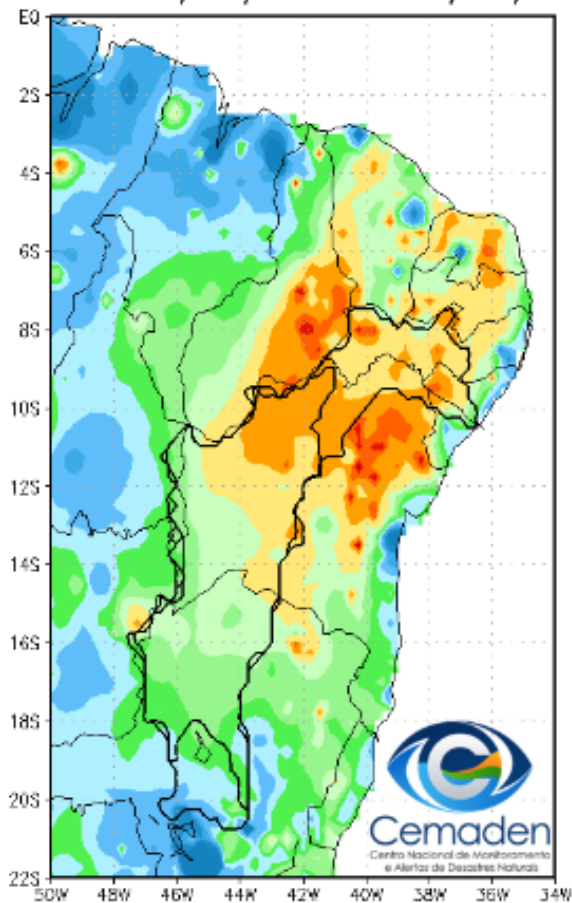 E0
2S
4S
6S
8S
10S
12S
14S
16S
18S
20S
22S
50W 48W 46W 44W 42W 40W 38W 36W 34W
Cemaden
Centro Nacional de Monitoramento
e Alertas de Desastres Naturais